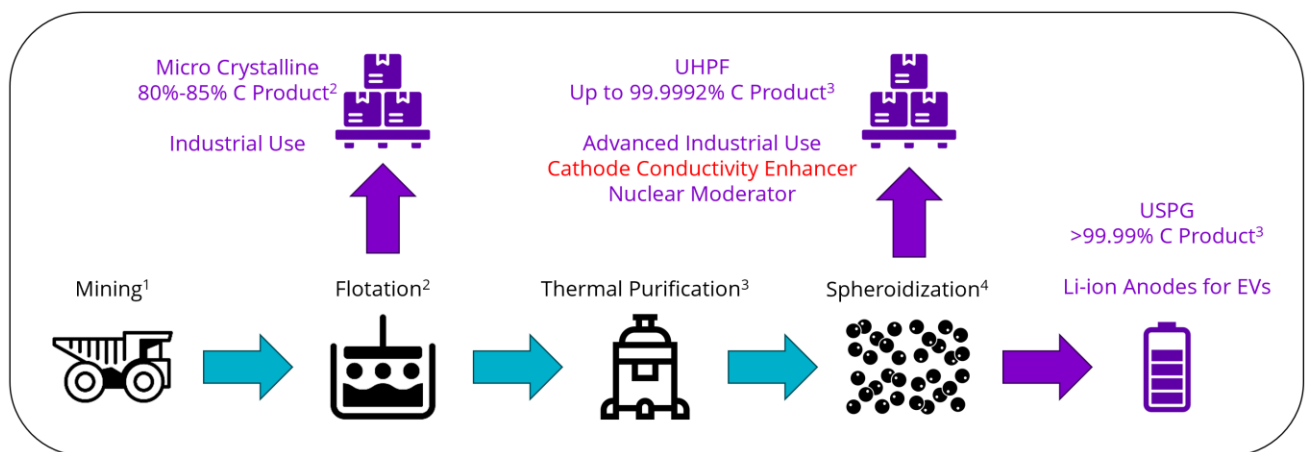 Micro Crystalline
80%-85% C Product²
Industrial Use
UHPF
Up to 99.9992% C Product³
Advanced Industrial Use
Cathode Conductivity Enhancer
Nuclear Moderator
USPG
>99.99% C Product³
Li-ion Anodes for EVs
Mining¹
Flotation²
Thermal Purification³
Spheroidization⁴